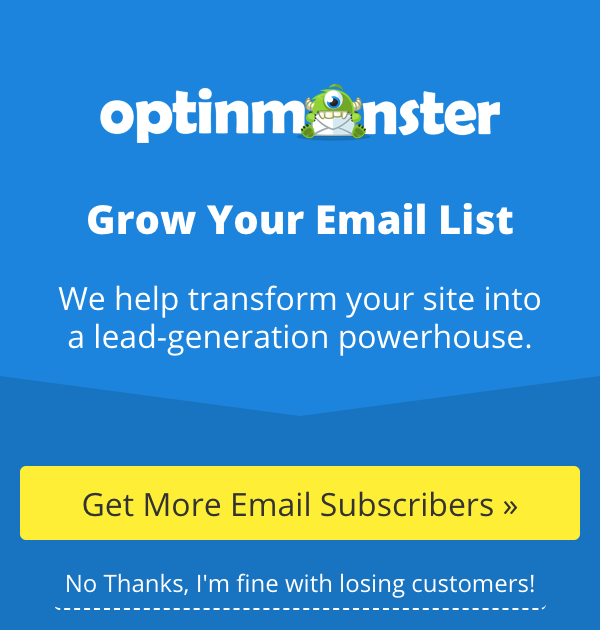 optinmonster
Grow Your Email List
We help transform your site into
a lead-generation powerhouse.
Get More Email Subscribers »
No Thanks, I'm fine with losing customers!